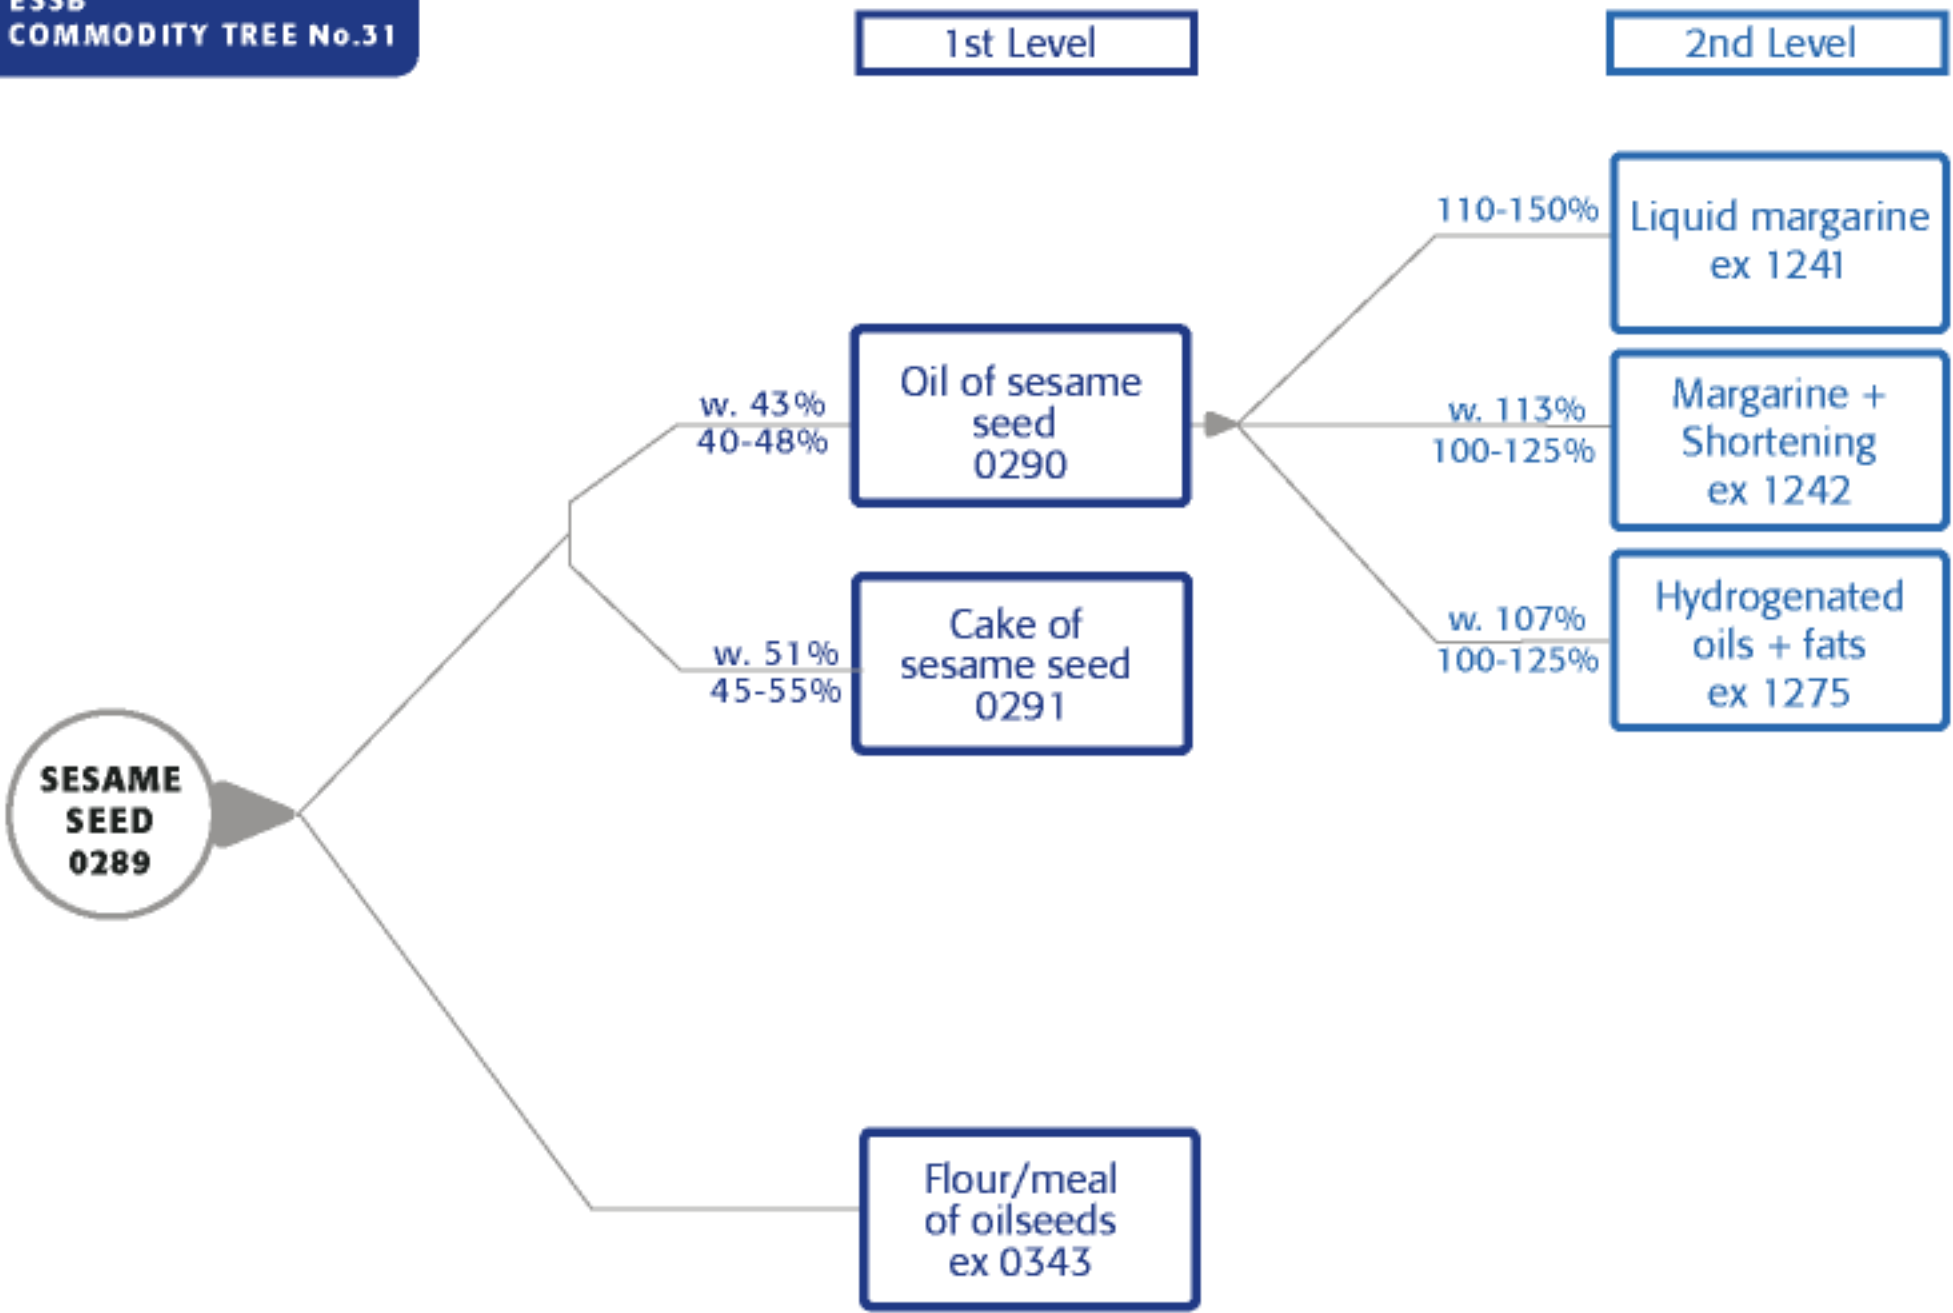 ESSB
COMMODITY TREE No.31
1st Level
2nd Level
110-150%
Liquid margarine
ex 1241
w. 43%
40-48%
Oil of sesame
seed
0290
w. 113%
100-125%
Margarine +
Shortening
ex 1242
w. 51%
45-55%
Cake of
sesame seed
0291
w. 107%
100-125%
Hydrogenated
oils + fats
ex 1275
SESAME
SEED
0289
Flour/meal
of oilseeds
ex 0343